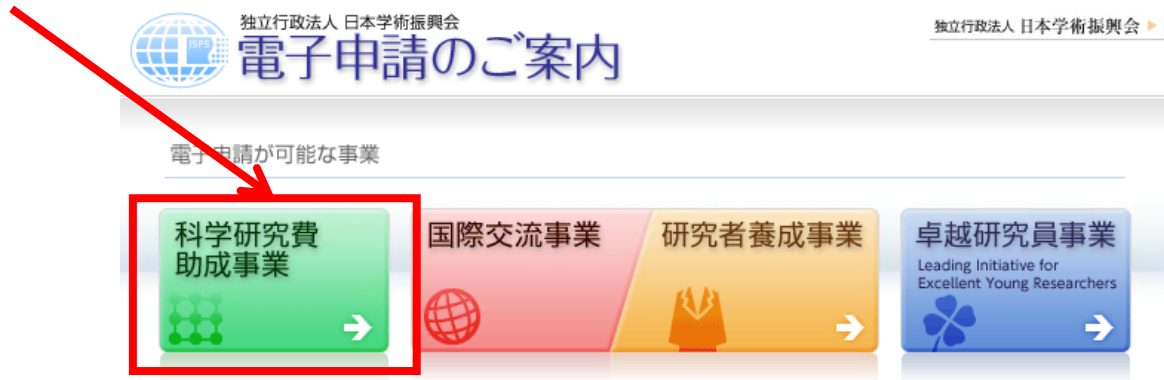 独立行政法人 日本学術振興会
電子申請のご案内
JSPS
独立行政法人 日本学術振興会
電子申請が可能な事業
科学研究費
助成事業
国際交流事業
研究者養成事業
卓越研究員事業
Leading Initiative for
Excellent Young Researchers